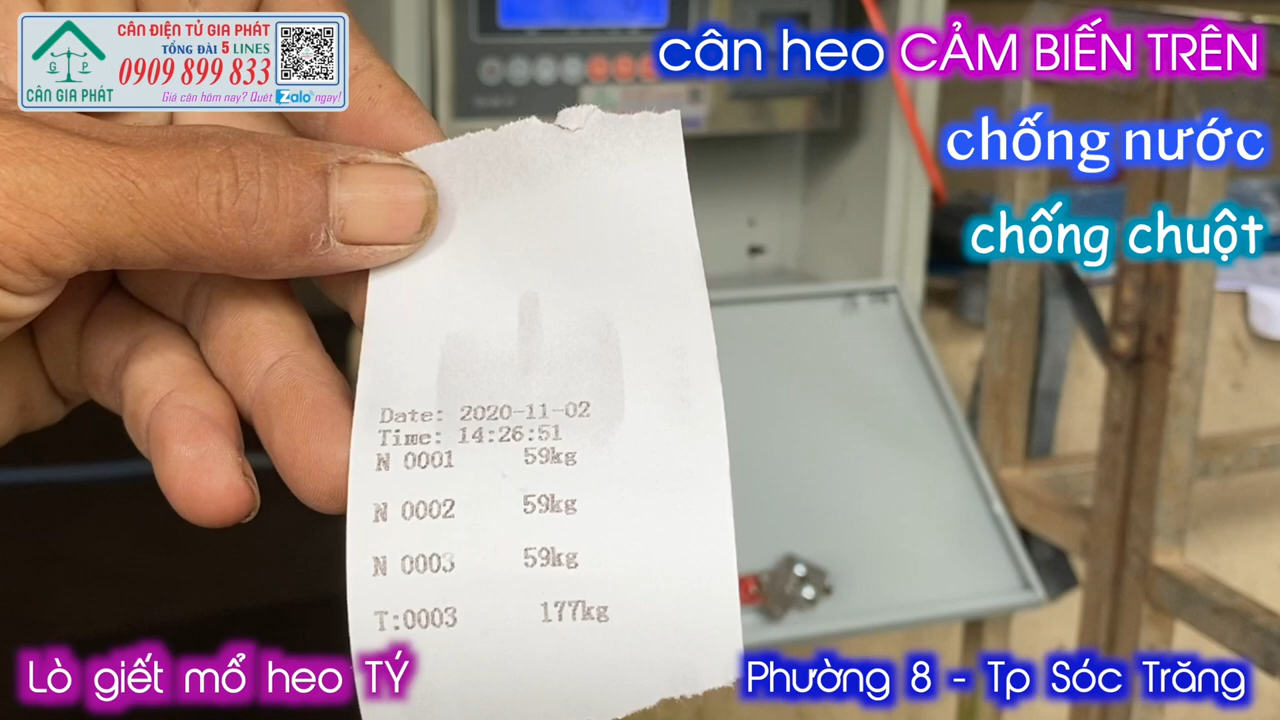 CÂN ĐIỆN TỬ GIA PHÁT
TỔNG ĐÀI 5 LINES
0909 899 833
G P
CÂN GIA PHÁT
Giá cân hôm nay? Quét Zalo ngay!
cân heo CẢM BIẾN TRÊN
chống nước
chống chuột
Date: 2020-11-02
Time: 14:26:51
N 0001 59kg
N 0002 59kg
N 0003 59kg
T:0003 177kg
Lò giết mổ heo TÝ
Phường 8 - Tp Sóc Trăng